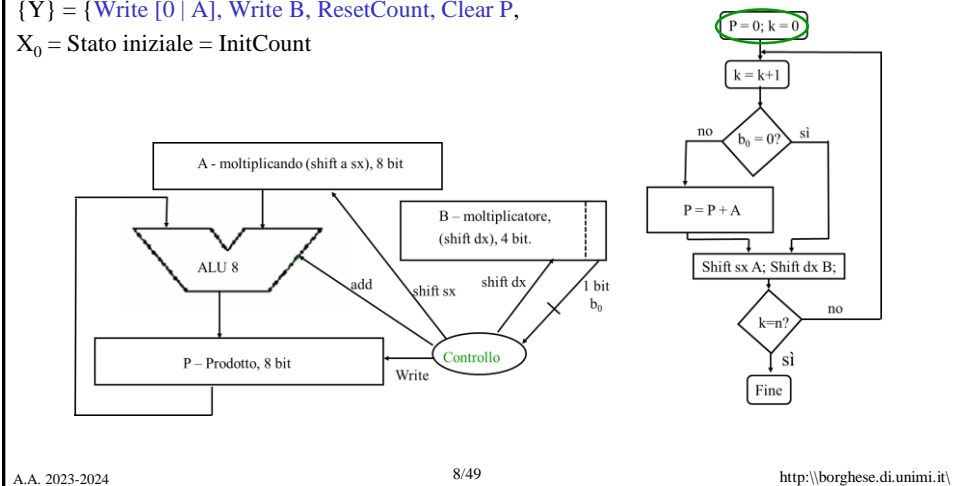 {Y} = {Write [0 | A], Write B, ResetCount, Clear P,
X0 = Stato iniziale = InitCount
P = 0; k = 0
k = k+1
no
b0 = 0?
sì
P = P + A
Shift sx A; Shift dx B;
k=n?
no
sì
Fine
A - moltiplicando (shift a sx), 8 bit
B – moltiplicatore,
(shift dx), 4 bit.
ALU 8
add
shift sx
shift dx
1 bit
b0
Controllo
P – Prodotto, 8 bit
Write
A.A. 2023-2024
8/49
http:\\borghese.di.unimi.it\